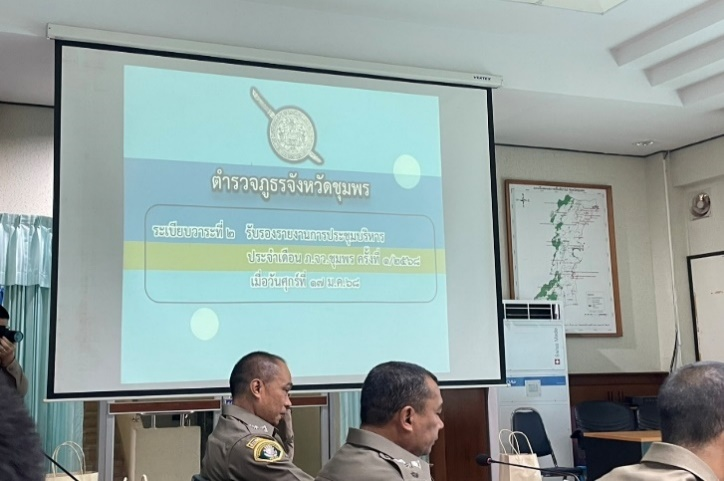 ตำรวจภูธรจังหวัดชุมพร
ระเบียบวาระที่ ๒ รับรองรายงานการประชุมบริหาร
ประจำเดือน ภ.จว.ชุมพร ครั้งที่ ๑/๒๕๖๘
เมื่อวันศุกร์ที่ ๑๗ ม.ค.๖๘